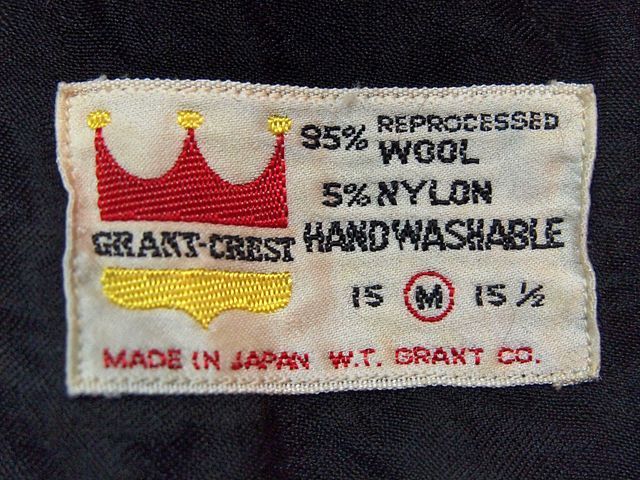 95% REPROCESSED
WOOL
5% NYLON
GRANT-CREST
HANDWASHABLE
15 M 15 ½
MADE IN JAPAN W.T. GRANT CO.